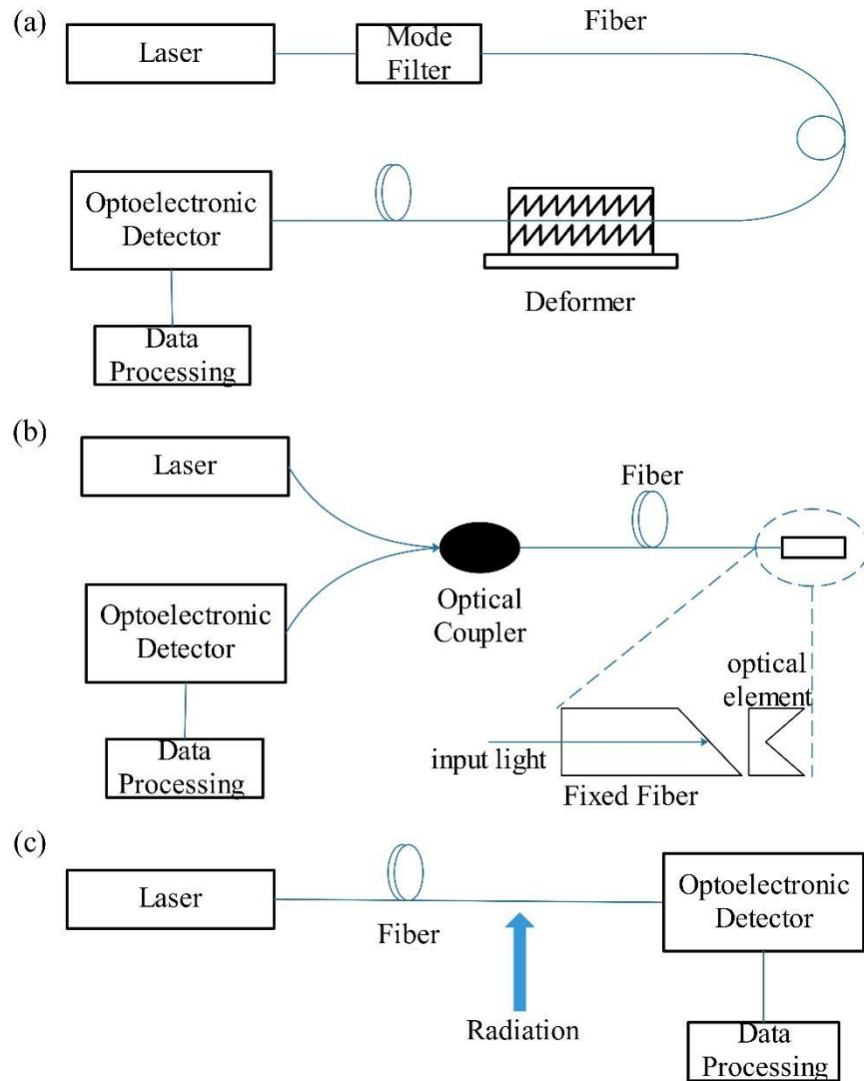 (a)
Laser
Mode
Filter
Fiber
Optoelectronic
Detector
Deformer
Data
Processing
(b)
Laser
Fiber
Optoelectronic
Detector
Optical
Coupler
optical
element
Data
Processing
input light
Fixed Fiber
(c)
Laser
Fiber
Optoelectronic
Detector
Radiation
Data
Processing